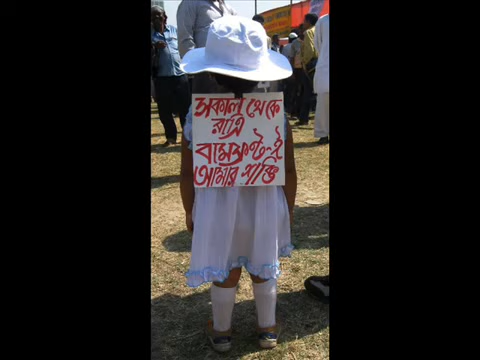 সকাল থেকে
রাত্রি
বামফ্রন্ট-ই
আমার শক্তি